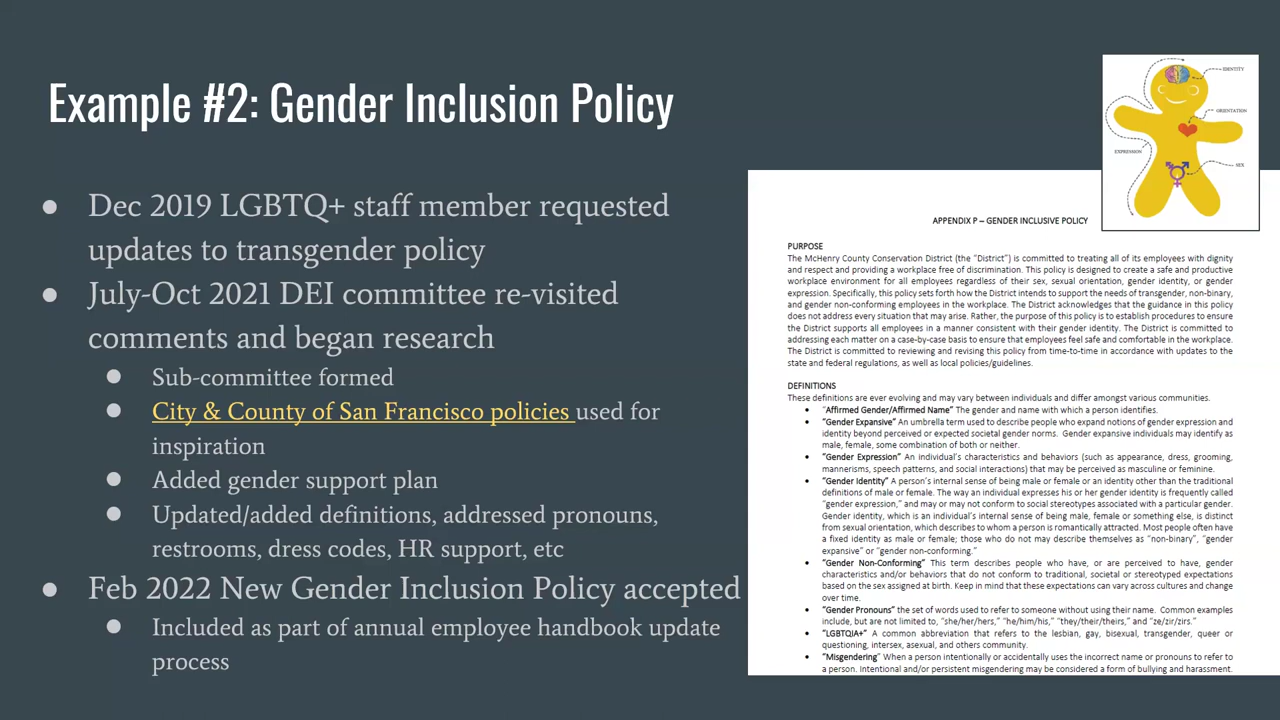 Example #2: Gender Inclusion Policy
● Dec 2019 LGBTQ+ staff member requested
updates to transgender policy
● July-Oct 2021 DEI committee re-visited
comments and began research
● Sub-committee formed
● City & County of San Francisco policies used for
inspiration
● Added gender support plan
● Updated/added definitions, addressed pronouns,
restrooms, dress codes, HR support, etc
● Feb 2022 New Gender Inclusion Policy accepted
● Included as part of annual employee handbook update
process
IDENTITY
ORIENTATION
EXPRESSION
SEX
APPENDIX P – GENDER INCLUSIVE POLICY
PURPOSE
The McHenry County Conservation District (the “District”) is committed to treating all of its employees with dignity
and respect and providing a workplace free of discrimination. This policy is designed to create a safe and productive
workplace environment for all employees regardless of their sex, sexual orientation, gender identity, or gender
expression. Specifically, this policy sets forth how the District intends to support the needs of transgender, non-binary,
and gender non-conforming employees in the workplace. The District acknowledges that the guidance in this policy
does not address every situation that may arise. Rather, the purpose of this policy is to establish procedures to ensure
the District supports all employees in a manner consistent with their gender identity. The District is committed to
addressing each matter on a case-by-case basis to ensure that employees feel safe and comfortable in the workplace.
The District is committed to reviewing and revising this policy from time-to-time in accordance with updates to the
state and federal regulations, as well as local policies/guidelines.
DEFINITIONS
These definitions are ever evolving and may vary between individuals and differ amongst various communities.
• “Affirmed Gender/Affirmed Name” The gender and name with which a person identifies.
• “Gender Expansive” An umbrella term used to describe people who expand notions of gender expression and
identity beyond perceived or expected societal gender norms. Gender expansive individuals may identify as
male, female, some combination of both or neither.
• “Gender Expression” An individual’s characteristics and behaviors (such as appearance, dress, grooming,
mannerisms, speech patterns, and social interactions) that may be perceived as masculine or feminine.
• “Gender Identity” A person’s internal sense of being male or female or an identity other than the traditional
definitions of male or female. The way an individual expresses his or her gender identity is frequently called
“gender expression,” and may or may not conform to social stereotypes associated with a particular gender.
Gender identity, which is an individual’s internal sense of being male, female or something else, is distinct
from sexual orientation, which describes to whom a person is romantically attracted. Most people often have
a fixed identity as male or female; those who do not may describe themselves as “non-binary”, “gender
expansive” or “gender non-conforming.”
• “Gender Non-Conforming” This term describes people who have, or are perceived to have, gender
characteristics and/or behaviors that do not conform to traditional, societal or stereotyped expectations
based on the sex assigned at birth. Keep in mind that these expectations can vary across cultures and change
over time.
• “Gender Pronouns” the set of words used to refer to someone without using their name. Common examples
include, but are not limited to, “she/her/hers”, “he/him/his”, “they/their/theirs”, and “ze/zir/zirs.”
• “LGBTQIA+” A common abbreviation that refers to the lesbian, gay, bisexual, transgender, queer or
questioning, intersex, asexual, and others community.
• “Misgendering” When a person intentionally or accidentally uses the incorrect name or pronouns to refer to
a person. Intentional and/or persistent misgendering may be considered a form of bullying and harassment.